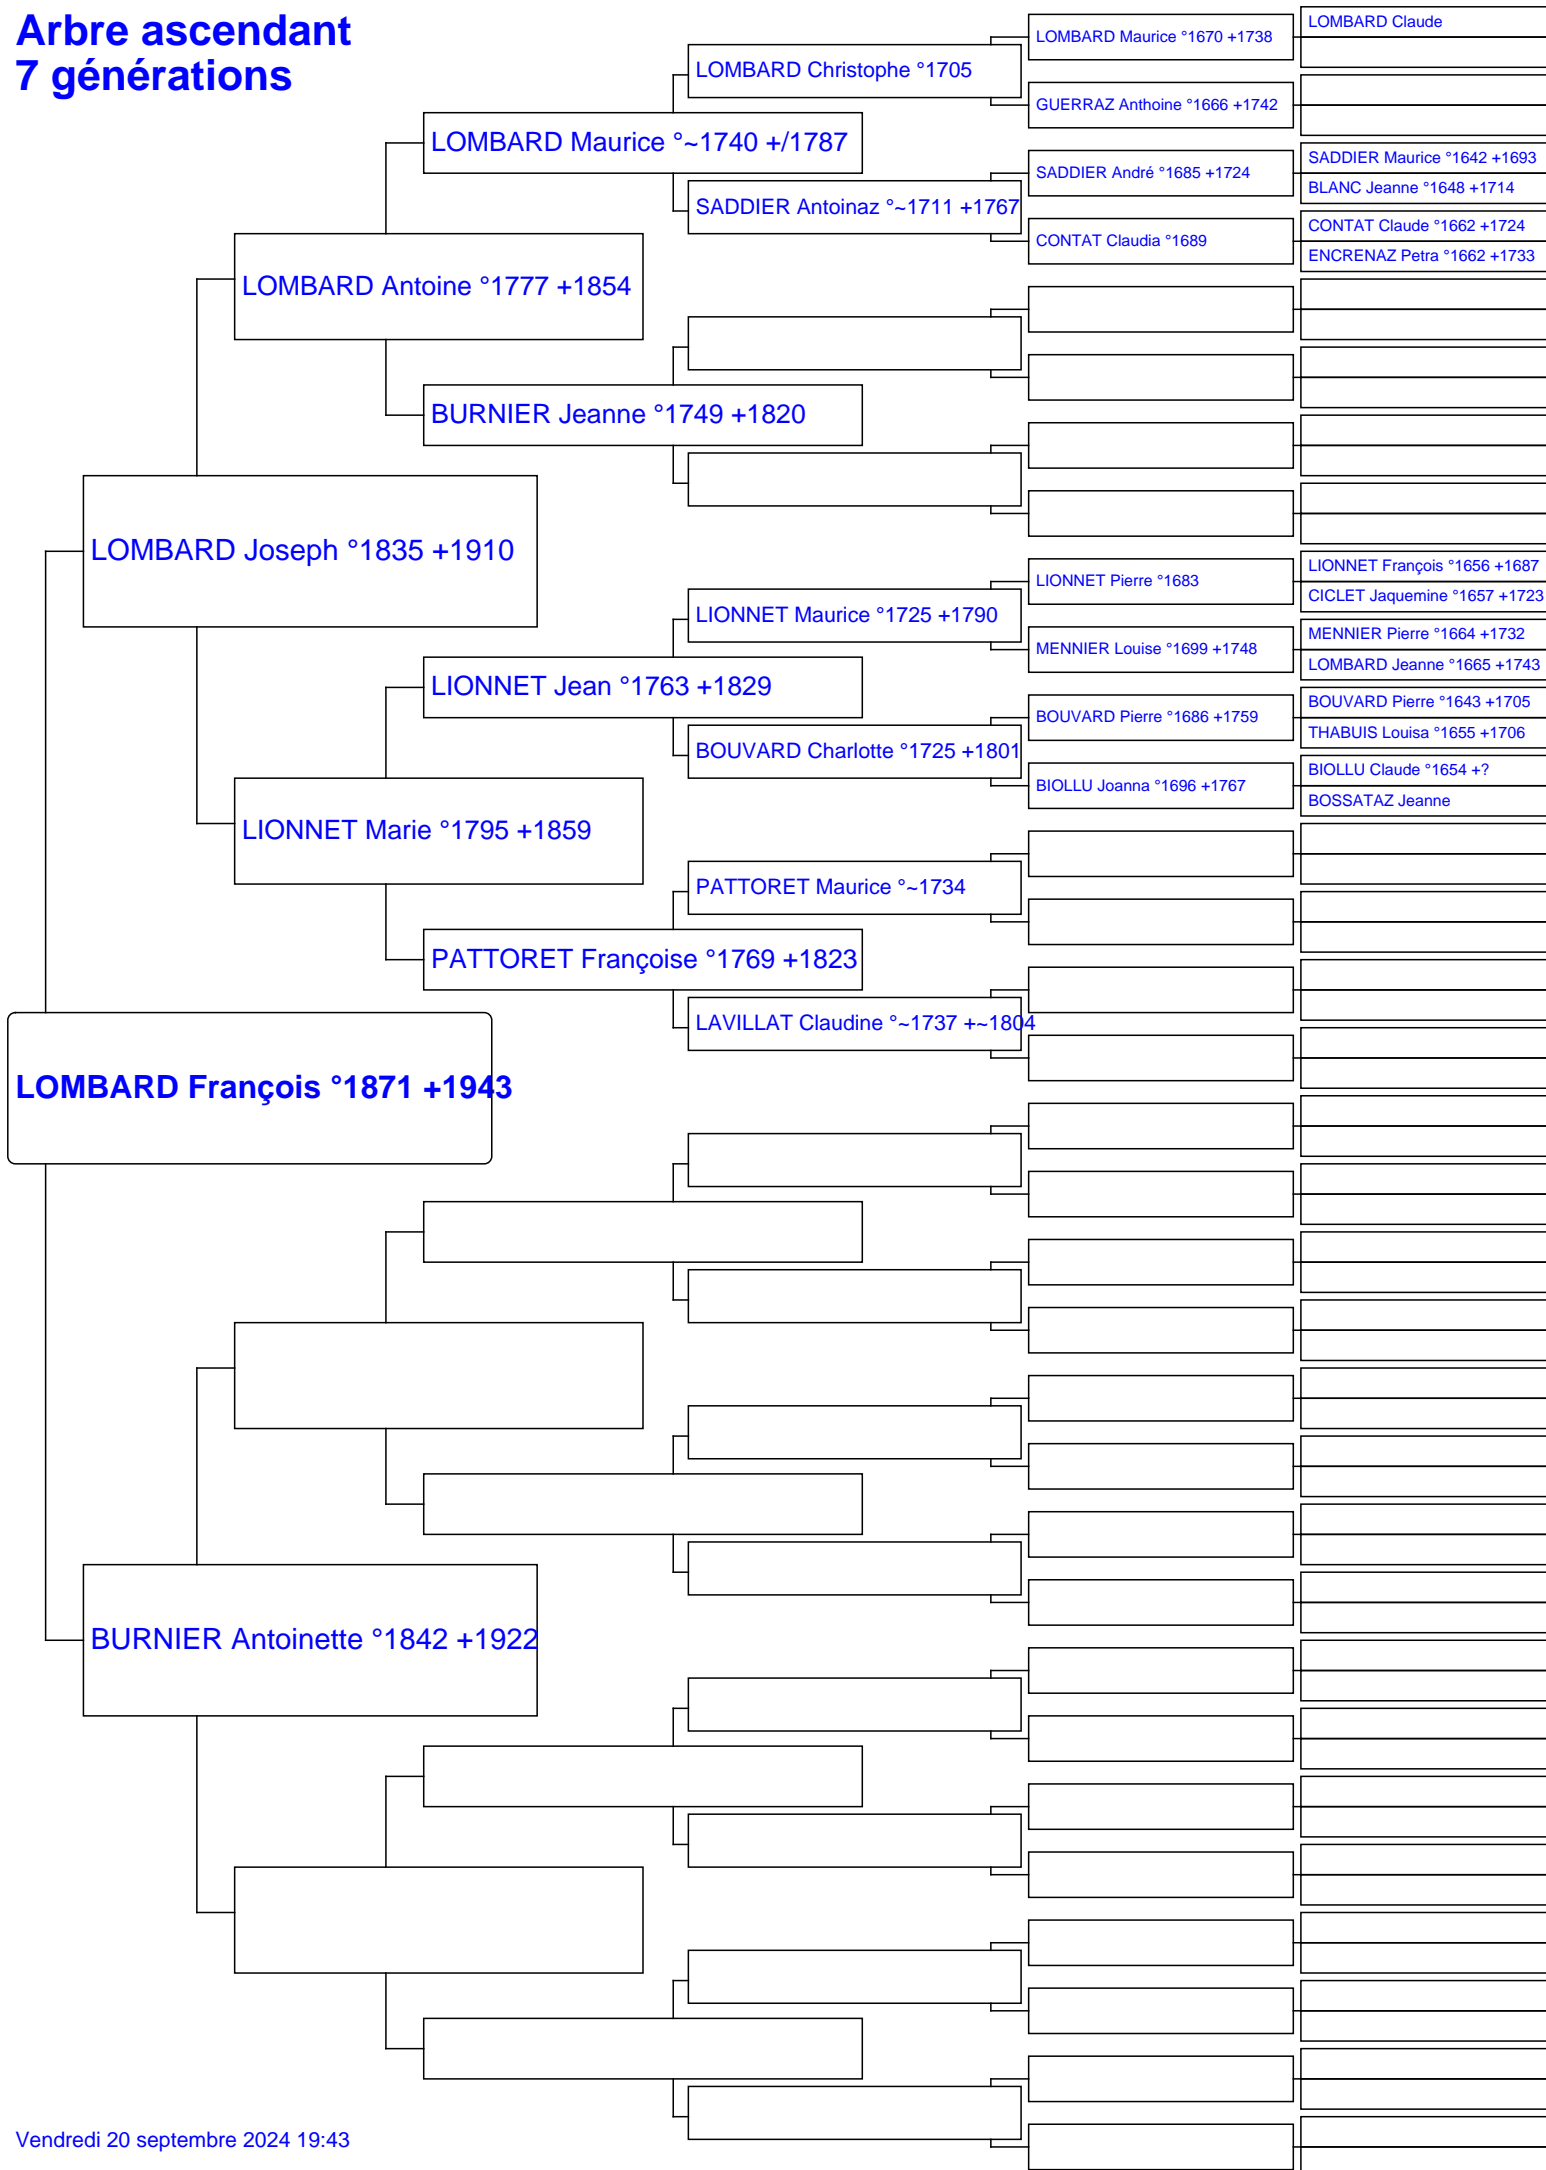 Arbre ascendant
7 générations
LOMBARD François °1871 +1943
LOMBARD Joseph °1835 +1910
BURNIER Antoinette °1842 +1922
LOMBARD Antoine °1777 +1854
LIONNET Marie °1795 +1859
LOMBARD Maurice °~1740 +/1787
BURNIER Jeanne °1749 +1820
LIONNET Jean °1763 +1829
PATTORET Françoise °1769 +1823
LOMBARD Christophe °1705
SADDIER Antoinaz °~1711 +1767
LIONNET Maurice °1725 +1790
BOUVARD Charlotte °1725 +1801
PATTORET Maurice °~1734
LAVILLAT Claudine °~1737 +~1804
LOMBARD Maurice °1670 +1738
GUERRAZ Anthoine °1666 +1742
SADDIER André °1685 +1724
CONTAT Claudia °1689
LIONNET Pierre °1683
MENNIER Louise °1699 +1748
BOUVARD Pierre °1686 +1759
BIOLLU Joanna °1696 +1767
LOMBARD Claude
SADDIER Maurice °1642 +1693
BLANC Jeanne °1648 +1714
CONTAT Claude °1662 +1724
ENCRENAZ Petra °1662 +1733
LIONNET François °1656 +1687
CICLET Jaquemine °1657 +1723
MENNIER Pierre °1664 +1732
LOMBARD Jeanne °1665 +1743
BOUVARD Pierre °1643 +1705
THABUIS Louisa °1655 +1706
BIOLLU Claude °1654 +?
BOSSATAZ Jeanne
Vendredi 20 septembre 2024 19:43